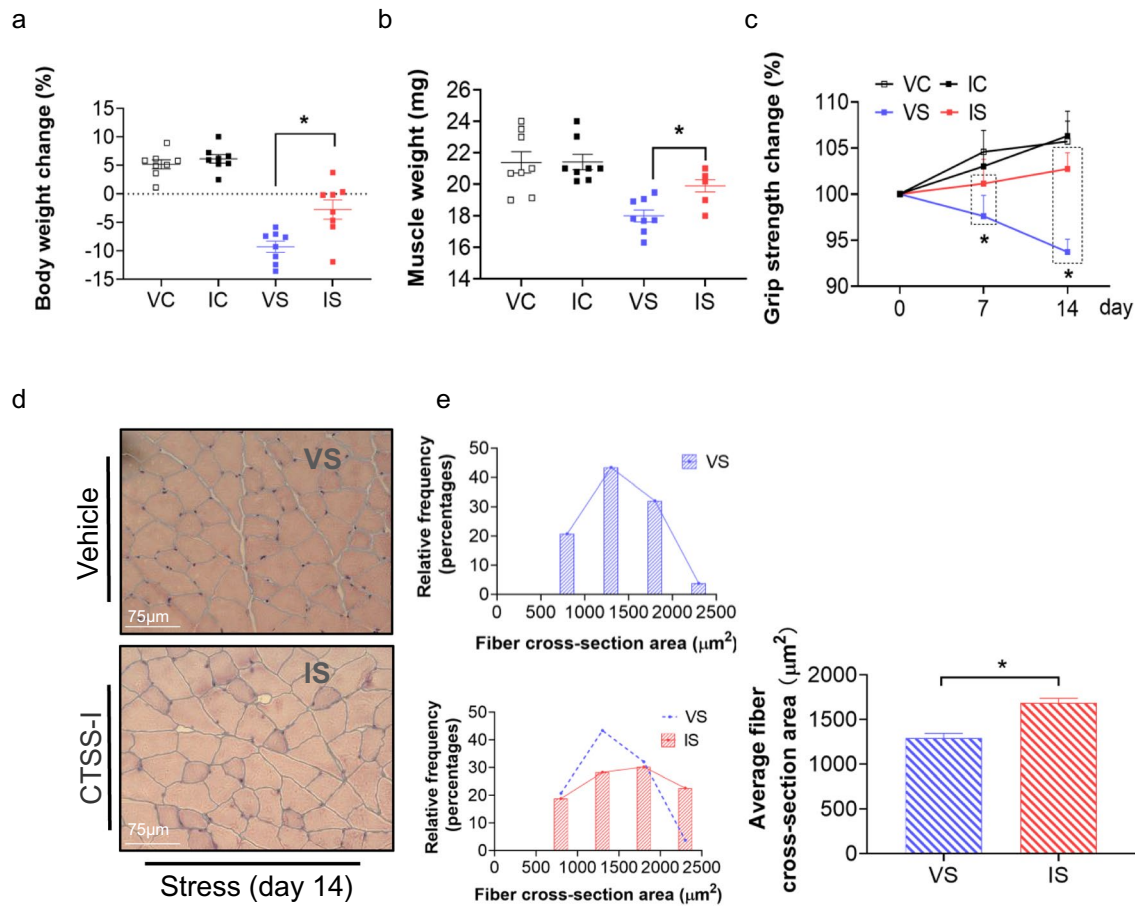 a
b
c
Body weight change (%)
15
10
5
0
-5
-10
-15
VC IC VS IS
*
Muscle weight (mg)
24
22
20
18
16
14
VC IC VS IS
*
Grip strength change (%)
VC IC
VS IS
110
105
100
95
90
0 7 14 day
*
*
d
e
Vehicle
VS
75µm
CTSS-I
IS
75µm
Stress (day 14)
Relative frequency
(percentages)
50
40
30
20
10
0
VS
0 500 1000 1500 2000 2500
Fiber cross-section area (µm²)
Relative frequency
(percentages)
50
40
30
20
10
0
VS
IS
0 500 1000 1500 2000 2500
Fiber cross-section area (µm²)
Average fiber
cross-section area (µm²)
2000
1500
1000
500
0
*
VS IS